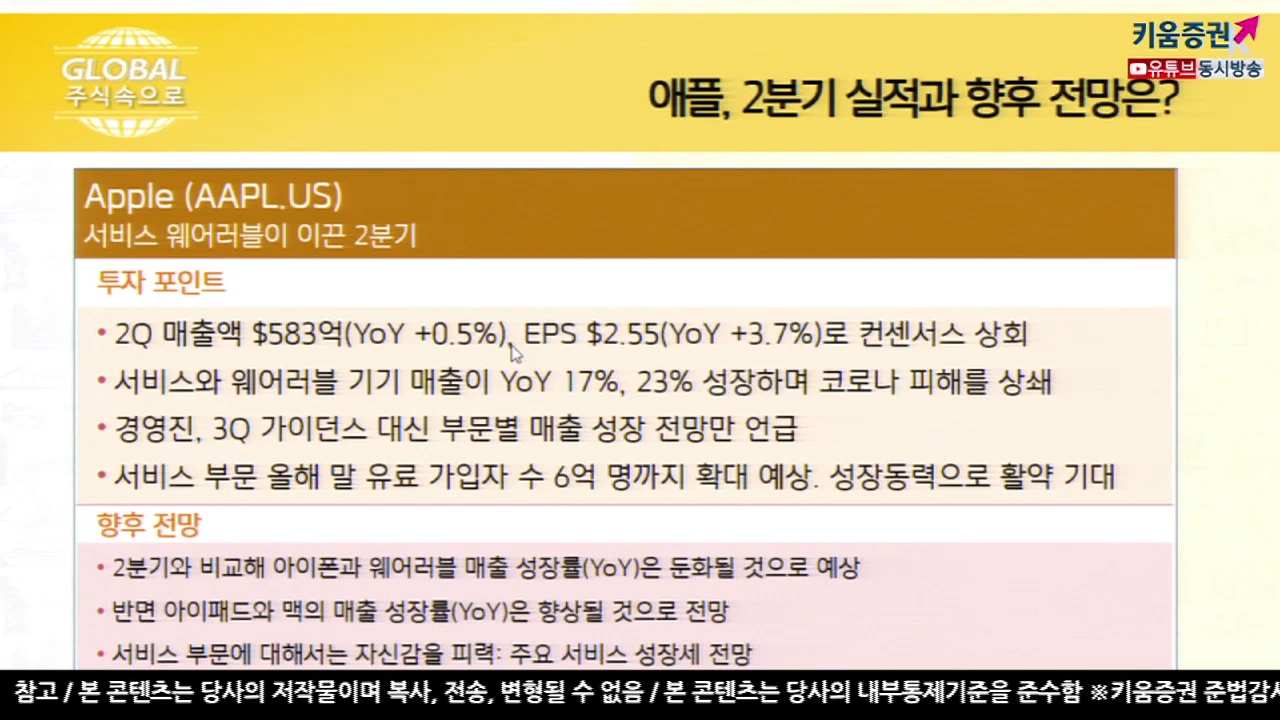 GLOBAL
주식속으로
키움증권
유튜브 동시방송
애플, 2분기 실적과 향후 전망은?
Apple (AAPL.US)
서비스 웨어러블이 이끈 2분기
투자 포인트
• 2Q 매출액 $583억(YoY +0.5%), EPS $2.55(YoY +3.7%)로 컨센서스 상회
• 서비스와 웨어러블 기기 매출이 YoY 17%, 23% 성장하며 코로나 피해를 상쇄
• 경영진, 3Q 가이던스 대신 부문별 매출 성장 전망만 언급
• 서비스 부문 올해 말 유료 가입자 수 6억 명까지 확대 예상. 성장동력으로 활약 기대
향후 전망
• 2분기와 비교해 아이폰과 웨어러블 매출 성장률(YoY)은 둔화될 것으로 예상
• 반면 아이패드와 맥의 매출 성장률(YoY)은 향상될 것으로 전망
• 서비스 부문에 대해서는 자신감을 피력: 주요 서비스 성장세 전망
참고 / 본 콘텐츠는 당사의 저작물이며 복사, 전송, 변형될 수 없음 / 본 콘텐츠는 당사의 내부통제기준을 준수함 ※키움증권 준법감시